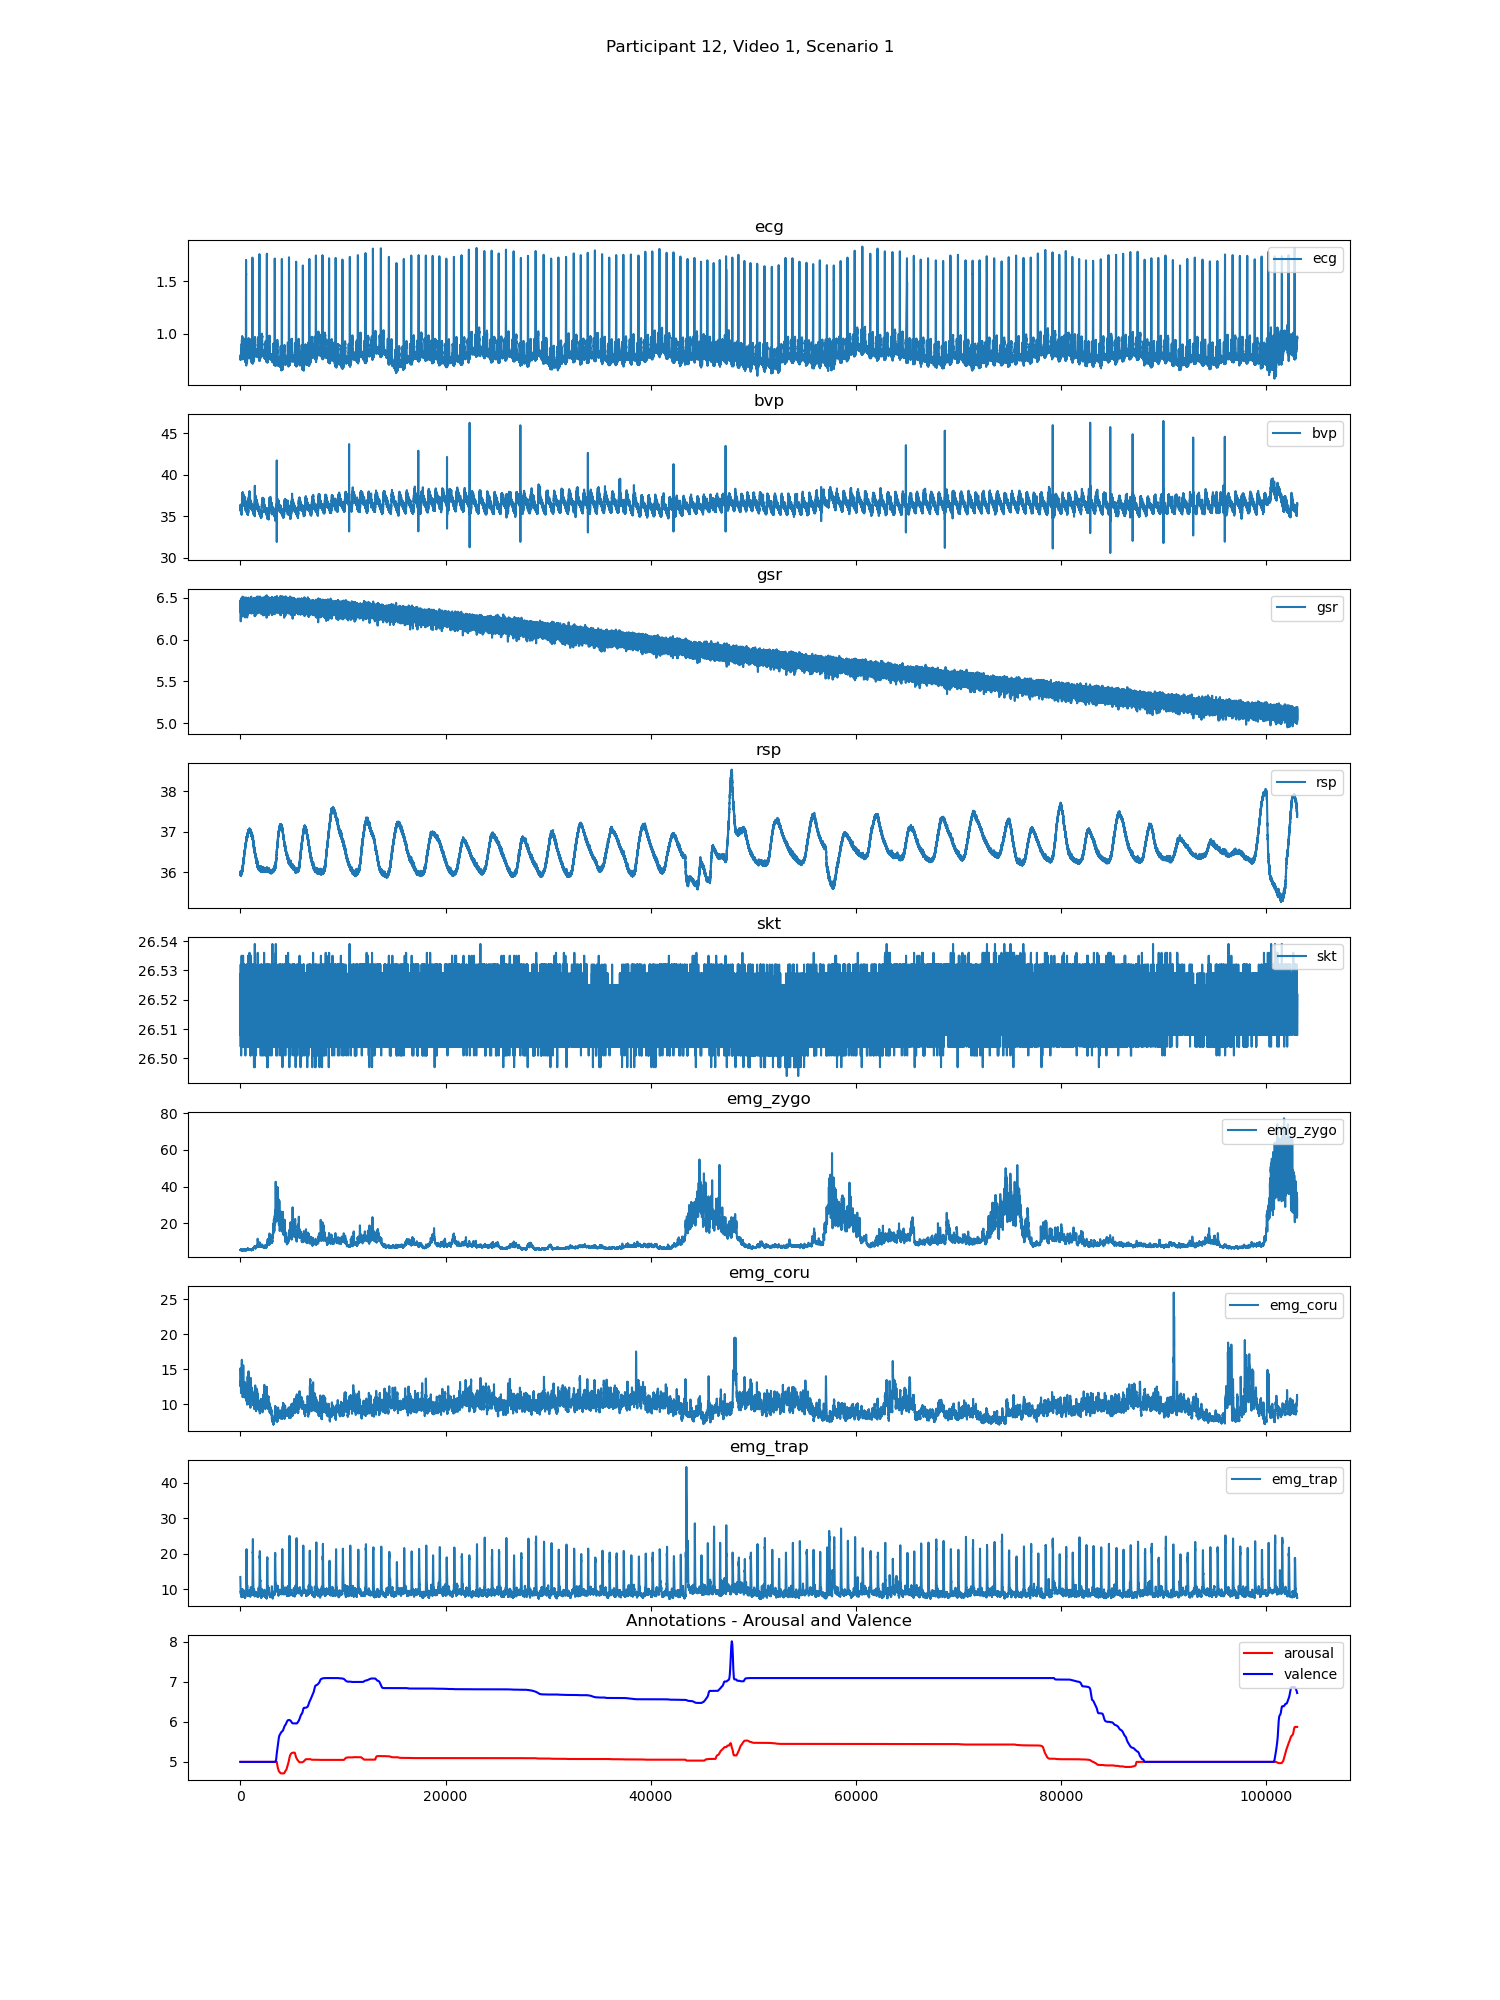 Participant 12, Video 1, Scenario 1
ecg
1.5
1.0
ecg
bvp
45
40
35
30
bvp
gsr
6.5
6.0
5.5
5.0
gsr
rsp
38
37
36
rsp
skt
26.54
26.53
26.52
26.51
26.50
skt
emg_zygo
80
60
40
20
emg_zygo
emg_coru
25
20
15
10
emg_coru
emg_trap
40
30
20
10
emg_trap
Annotations - Arousal and Valence
8
7
6
5
arousal
valence
0 20000 40000 60000 80000 100000